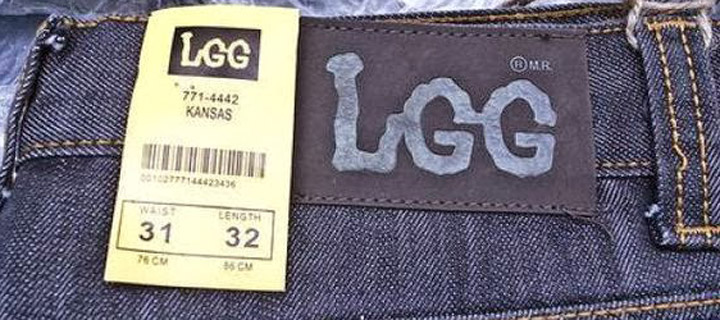 LGG
771-4442
KANSAS
00102777144423436
WAIST LENGTH
31 32
76 CM 86 CM
LGG
® M.R.